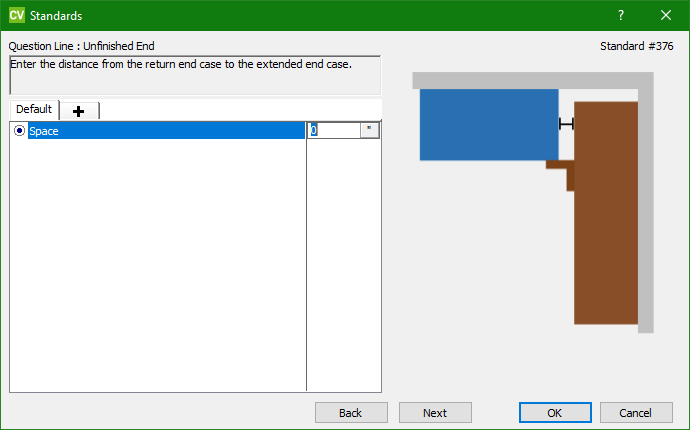 CV Standards ?
Question Line : Unfinished End Standard #376
Enter the distance from the return end case to the extended end case.
Default
Space 0 "
Back Next OK Cancel